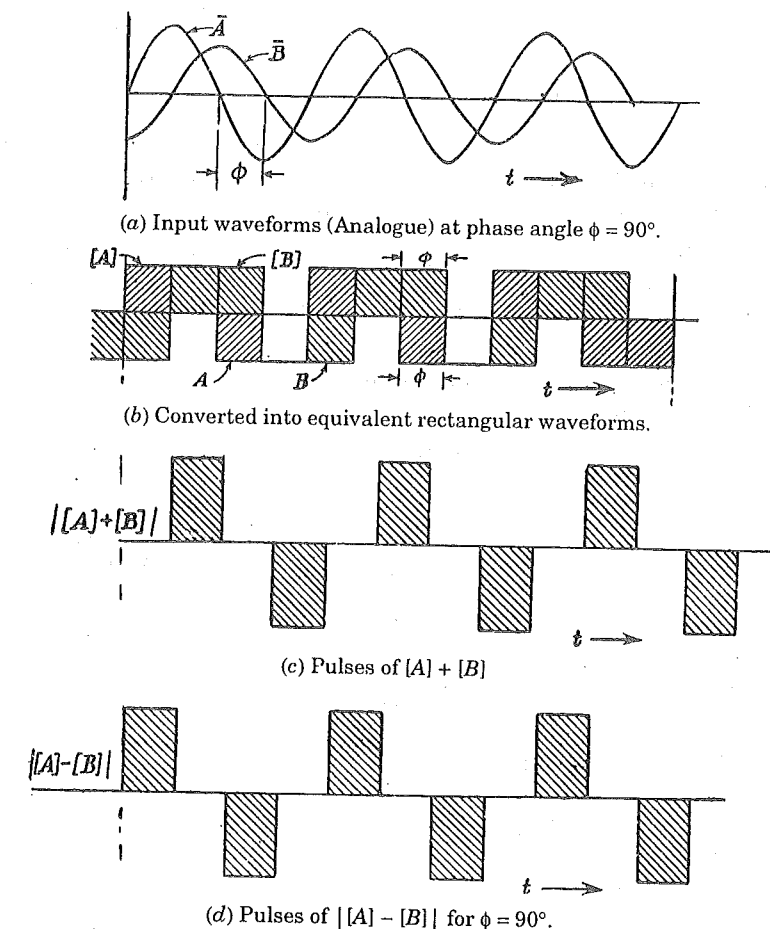 Ā
B̄
ϕ
t
(a) Input waveforms (Analogue) at phase angle ϕ = 90°.
[A] [B] ϕ
A B ϕ t
(b) Converted into equivalent rectangular waveforms.
|[A]+[B]|
t
(c) Pulses of [A] + [B]
|[A]-[B]|
t
(d) Pulses of |[A] – [B]| for ϕ = 90°.